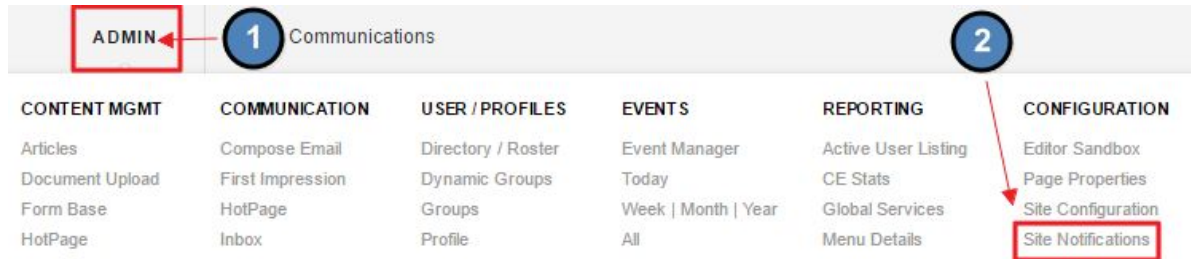 ADMIN 1 Communications 2
CONTENT MGMT COMMUNICATION USER / PROFILES EVENTS REPORTING CONFIGURATION
Articles Compose Email Directory / Roster Event Manager Active User Listing Editor Sandbox
Document Upload First Impression Dynamic Groups Today CE Stats Page Properties
Form Base HotPage Groups Week | Month | Year Global Services Site Configuration
HotPage Inbox Profile All Menu Details Site Notifications